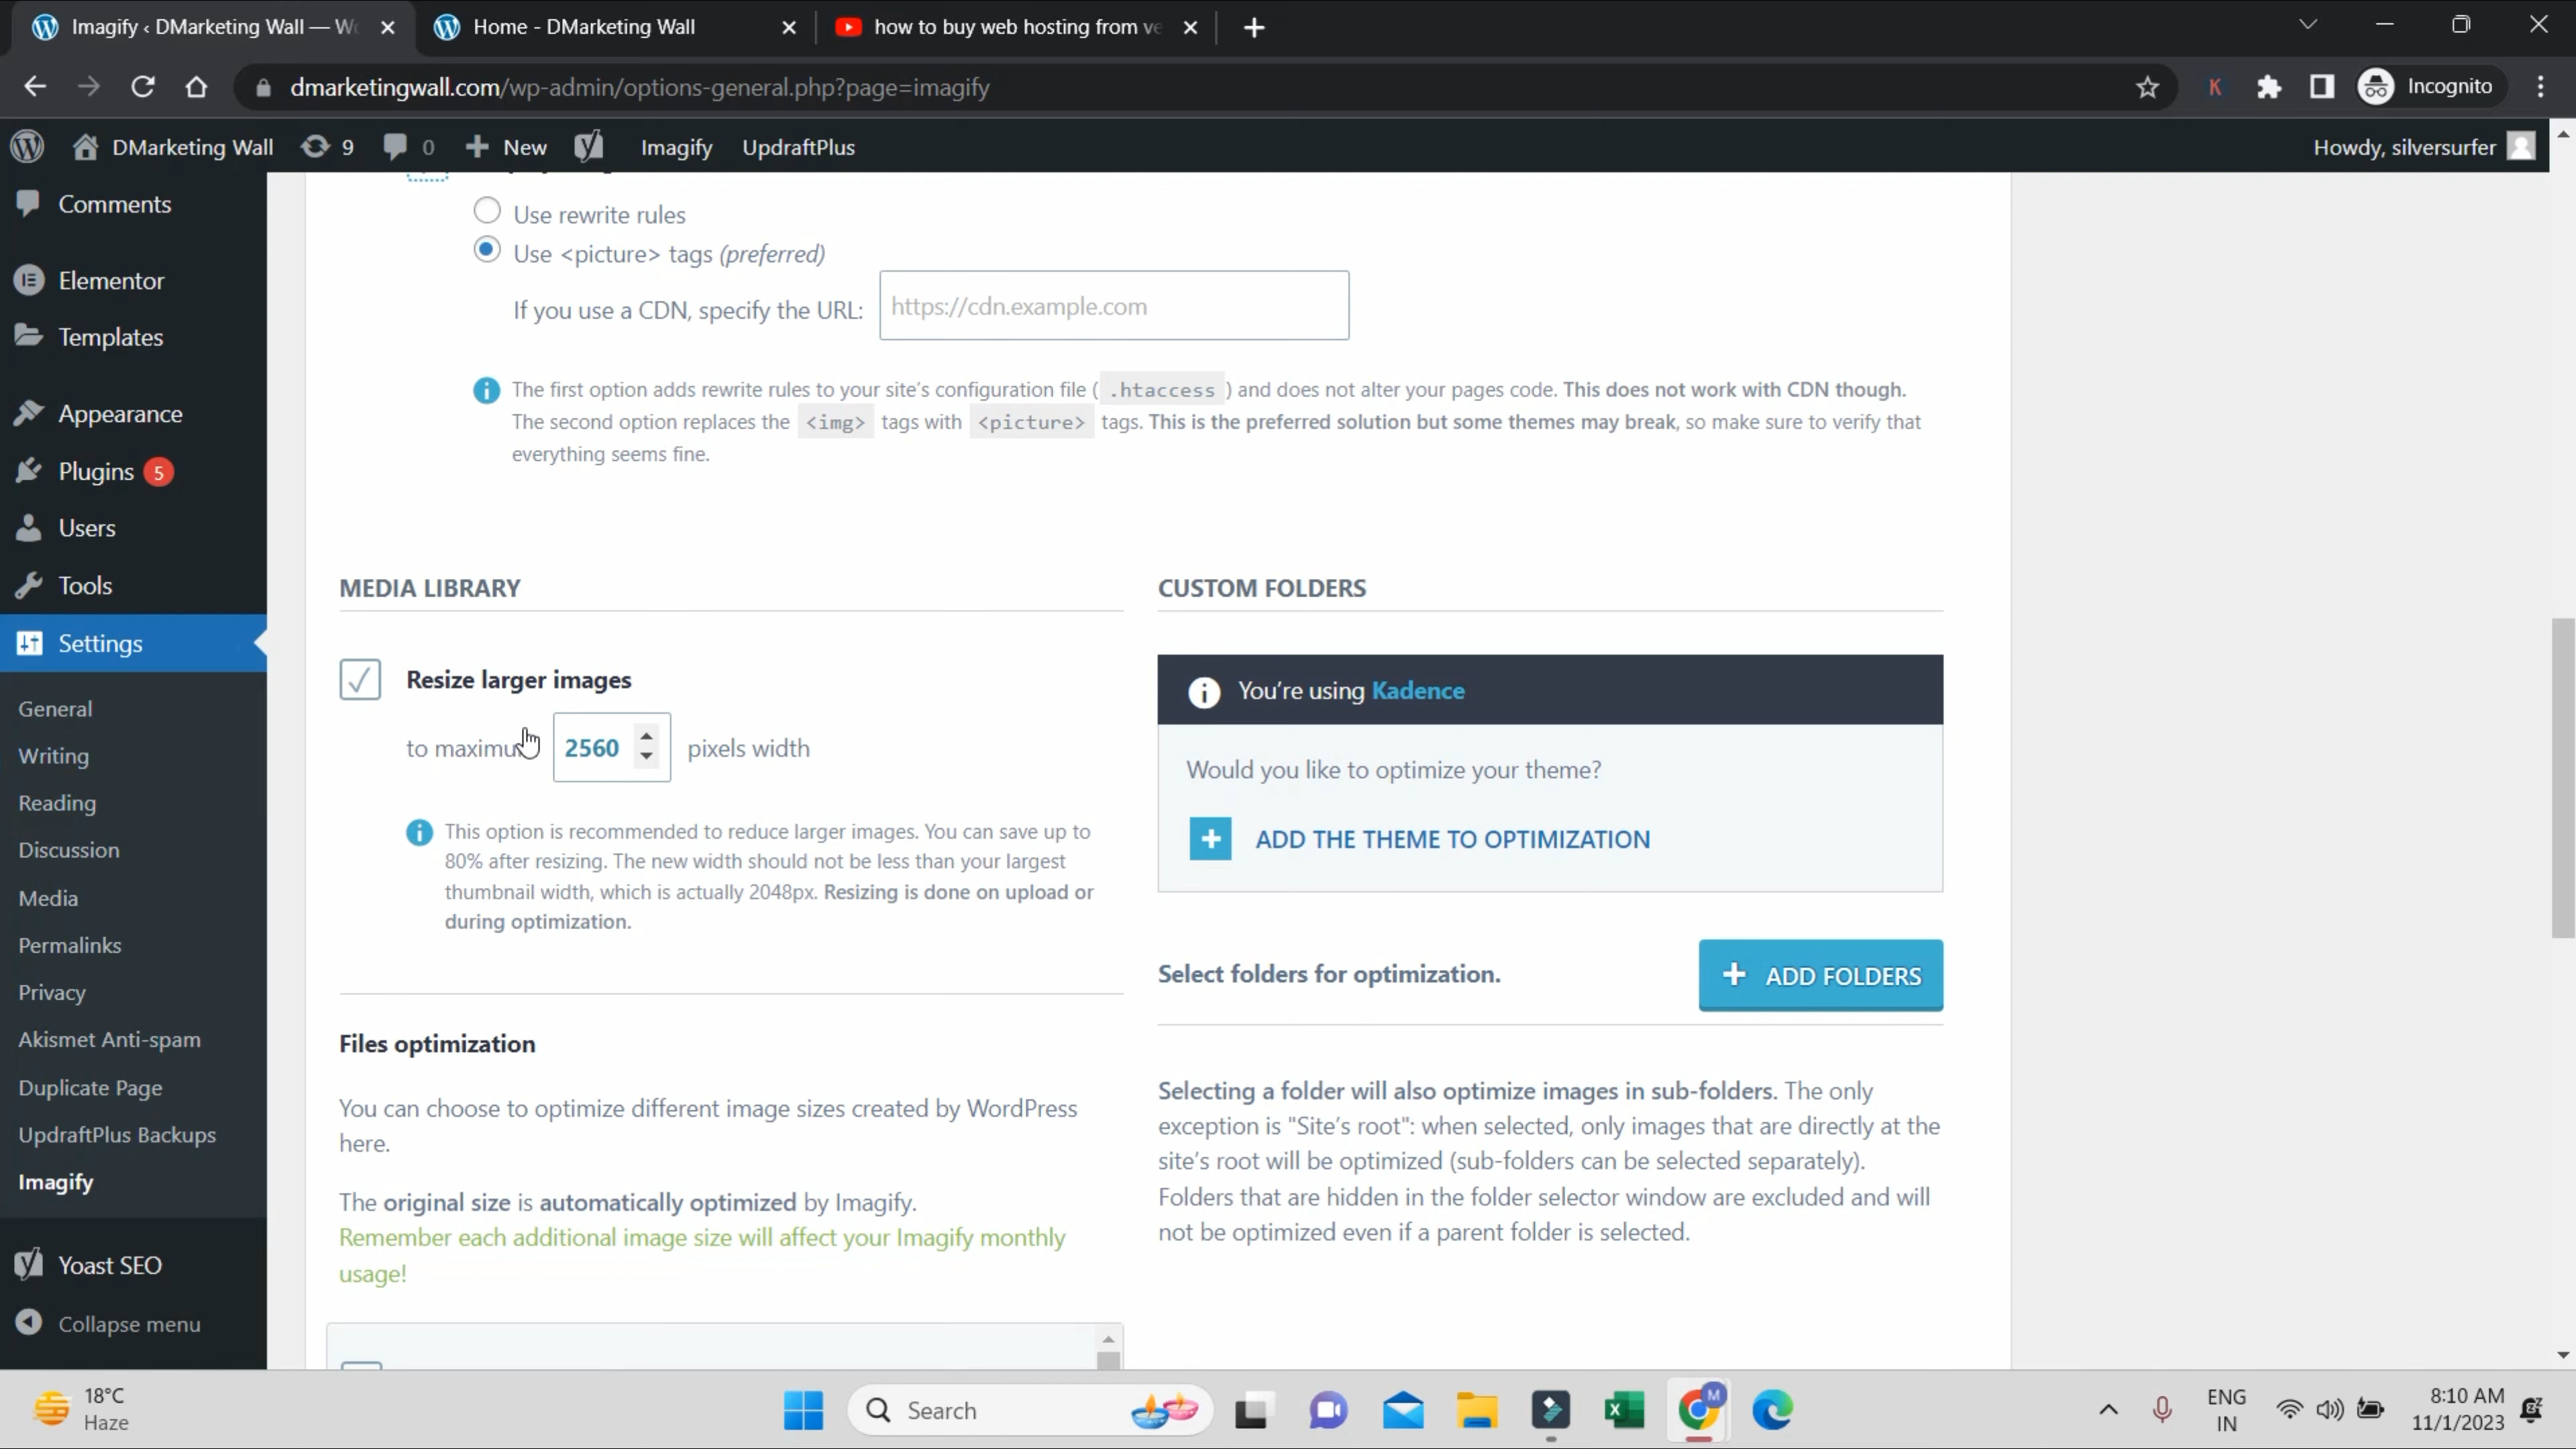 Imagify ‹ DMarketing Wall — W
Home - DMarketing Wall
how to buy web hosting from ve
dmarketingwall.com/wp-admin/options-general.php?page=imagify
Incognito
DMarketing Wall
9
0
New
Imagify
UpdraftPlus
Howdy, silversurfer
Comments
Elementor
Templates
Appearance
Plugins 5
Users
Tools
Settings
General
Writing
Reading
Discussion
Media
Permalinks
Privacy
Akismet Anti-spam
Duplicate Page
UpdraftPlus Backups
Imagify
Yoast SEO
Collapse menu
Use rewrite rules
Use <picture> tags (preferred)
If you use a CDN, specify the URL: https://cdn.example.com
The first option adds rewrite rules to your site's configuration file ( .htaccess ) and does not alter your pages code. This does not work with CDN though.
The second option replaces the <img> tags with <picture> tags. This is the preferred solution but some themes may break, so make sure to verify that
everything seems fine.
MEDIA LIBRARY
Resize larger images
to maximu 2560 pixels width
This option is recommended to reduce larger images. You can save up to
80% after resizing. The new width should not be less than your largest
thumbnail width, which is actually 2048px. Resizing is done on upload or
during optimization.
Files optimization
You can choose to optimize different image sizes created by WordPress
here.
The original size is automatically optimized by Imagify.
Remember each additional image size will affect your Imagify monthly
usage!
CUSTOM FOLDERS
You're using Kadence
Would you like to optimize your theme?
ADD THE THEME TO OPTIMIZATION
Select folders for optimization.
ADD FOLDERS
Selecting a folder will also optimize images in sub-folders. The only
exception is "Site's root": when selected, only images that are directly at the
site's root will be optimized (sub-folders can be selected separately).
Folders that are hidden in the folder selector window are excluded and will
not be optimized even if a parent folder is selected.
18°C
Haze
Search
M
ENG
IN
8:10 AM
11/1/2023